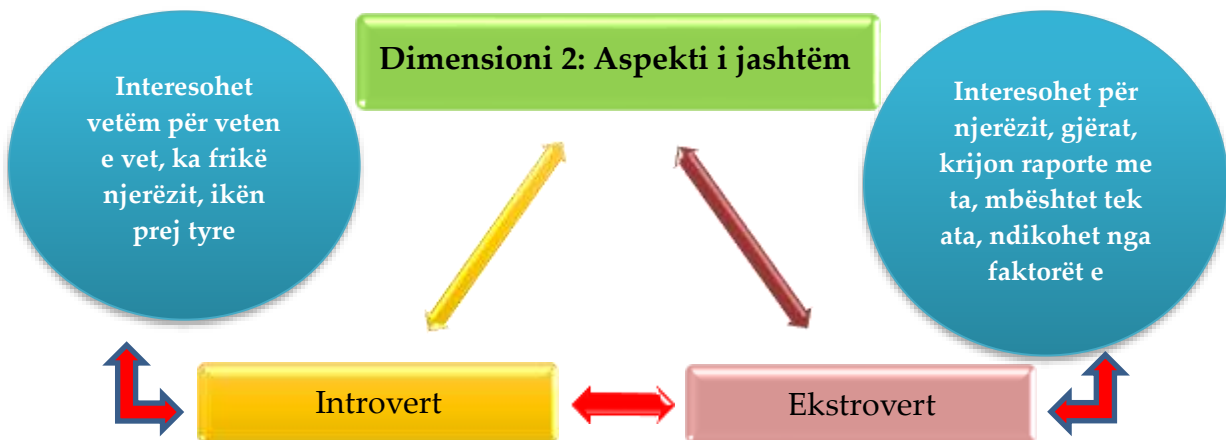 Dimensioni 2: Aspekti i jashtëm
Interesohet
vetëm për veten
e vet, ka frikë
njerëzit, ikën
prej tyre
Interesohet për
njerëzit, gjërat,
krijon raporte me
ta, mbështet tek
ata, ndikohet nga
faktorët e
Introvert
Ekstrovert